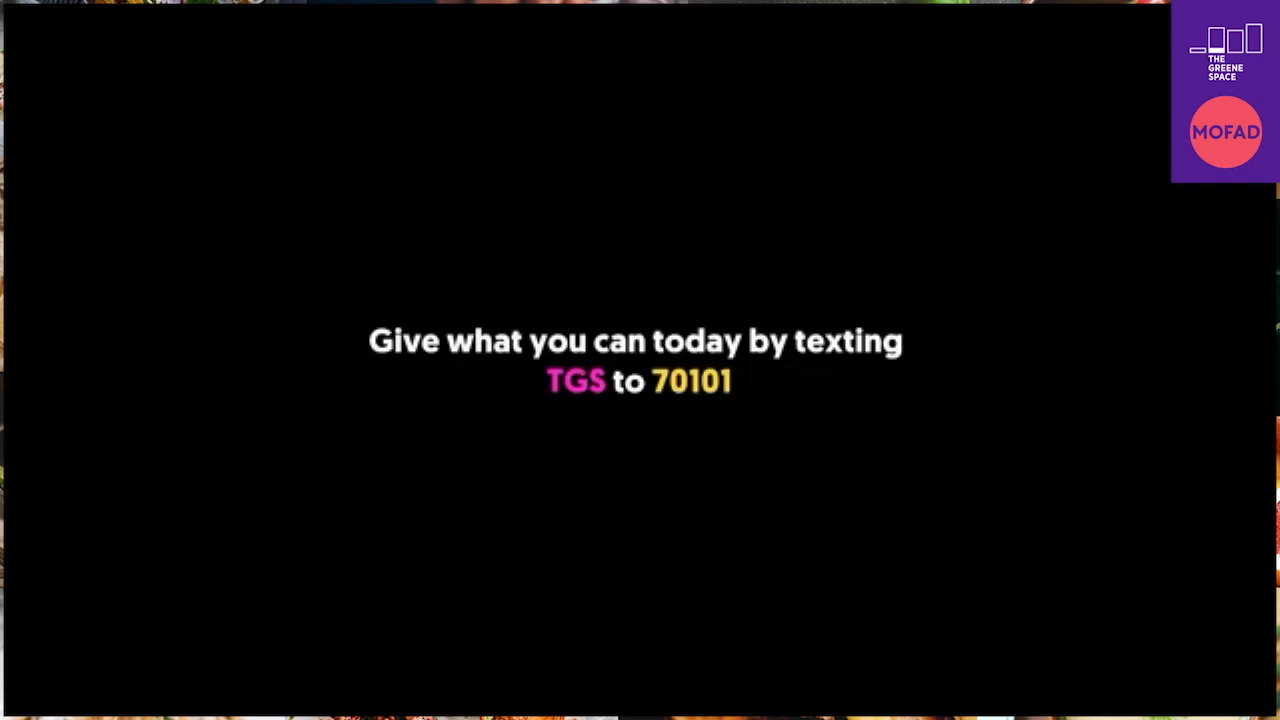 THE
GREENE
SPACE
MOFAD
Give what you can today by texting
TGS to 70101